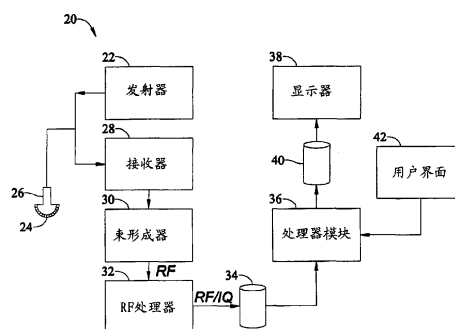 20
22
发射器
28
接收器
26
24
30
束形成器
RF
32
RF处理器
RF/IQ
34
38
显示器
40
42
用户界面
36
处理器模块